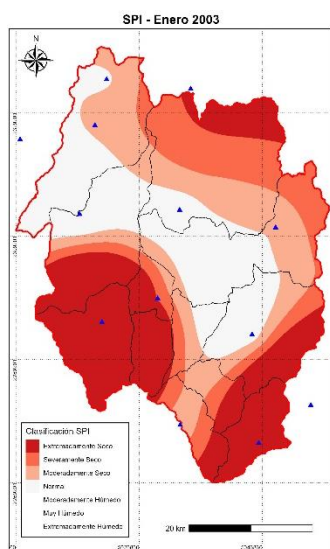 SPI - Enero 2003
N
Clasificación SPI
Extremadamente Seco
Severamente Seco
Moderadamente Seco
Normal
Moderadamente Húmedo
Muy Húmedo
Extremadamente Húmedo
20 km